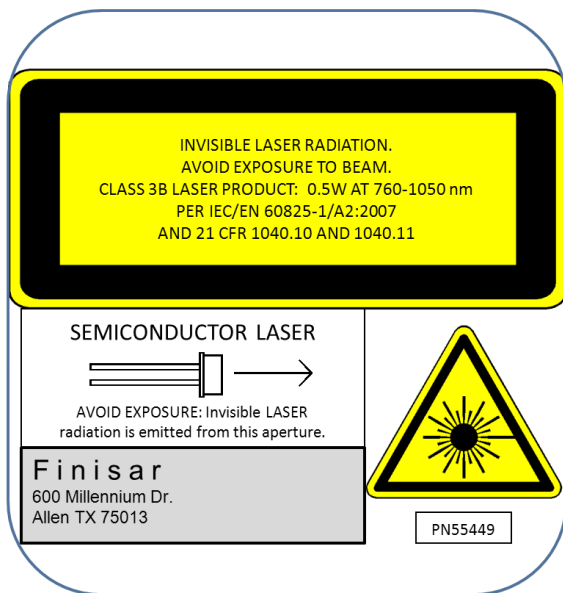 INVISIBLE LASER RADIATION.
AVOID EXPOSURE TO BEAM.
CLASS 3B LASER PRODUCT: 0.5W AT 760-1050 nm
PER IEC/EN 60825-1/A2:2007
AND 21 CFR 1040.10 AND 1040.11
SEMICONDUCTOR LASER
AVOID EXPOSURE: Invisible LASER
radiation is emitted from this aperture.
Finisar
600 Millennium Dr.
Allen TX 75013
PN55449